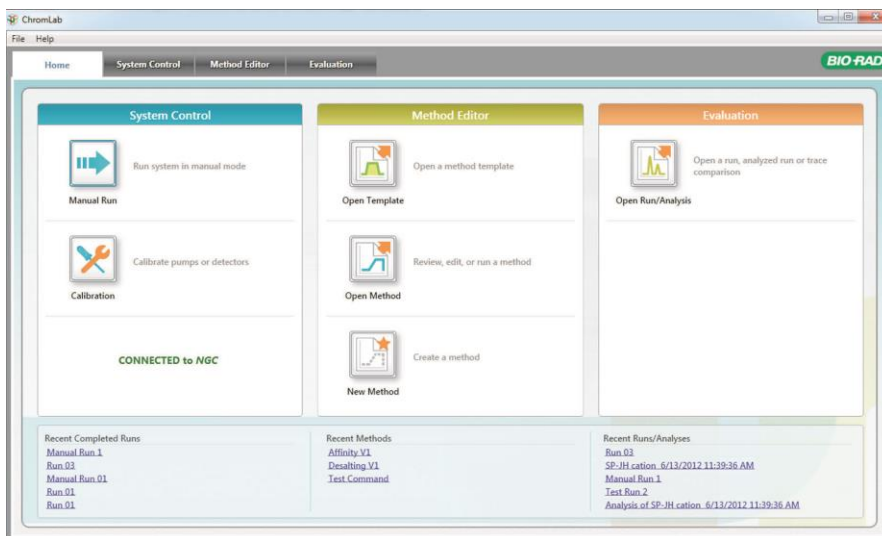 ChromLab
File Help
Home System Control Method Editor Evaluation
BIO-RAD
System Control
Run system in manual mode
Manual Run
Calibrate pumps or detectors
Calibration
CONNECTED to NGC
Method Editor
Open a method template
Open Template
Review, edit, or run a method
Open Method
Create a method
New Method
Evaluation
Open a run, analyzed run or trace
comparison
Open Run/Analysis
Recent Completed Runs
Manual Run 1
Run 03
Manual Run 01
Run 01
Run 01
Recent Methods
Affinity V1
Desalting V1
Test Command
Recent Runs/Analyses
Run 03
SP-JH cation 6/13/2012 11:39:36 AM
Manual Run 1
Test Run 2
Analysis of SP-JH cation 6/13/2012 11:39:36 AM